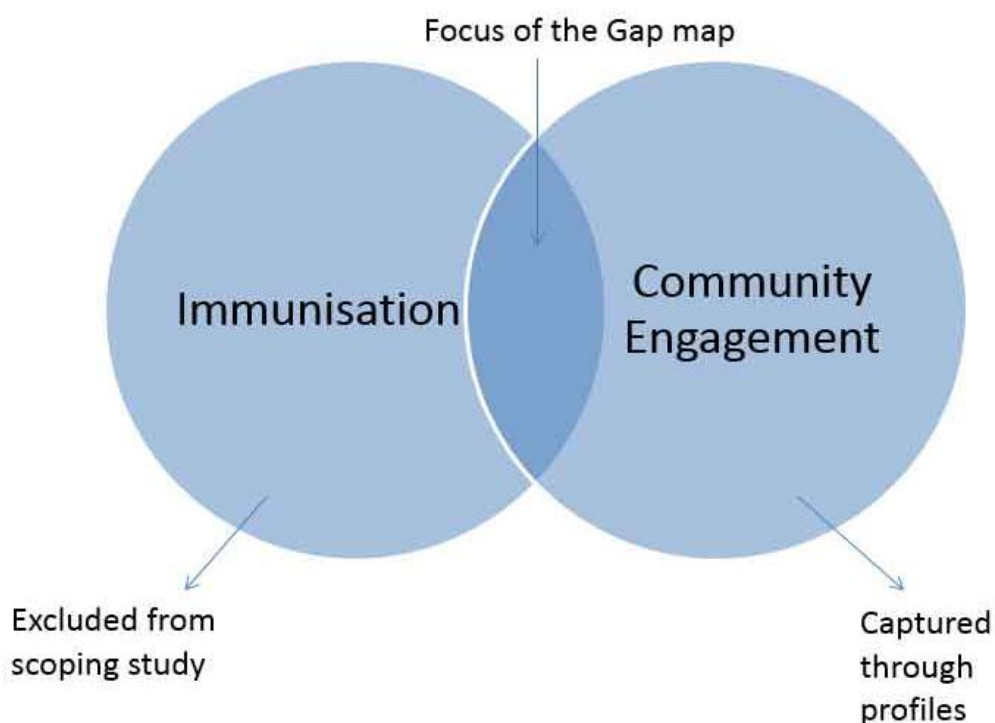 Focus of the Gap map
Immunisation
Community
Engagement
Excluded from
scoping study
Captured
through
profiles